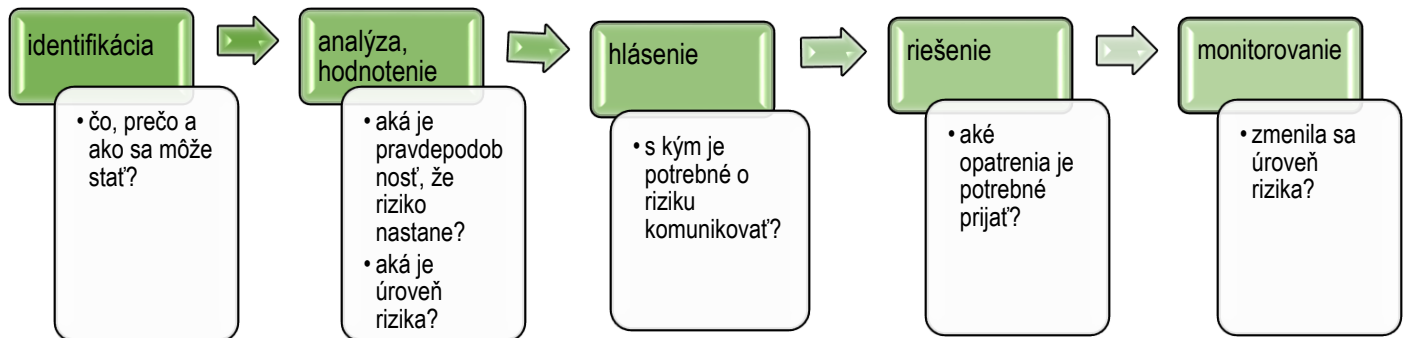 identifikácia
• čo, prečo a
ako sa môže
stať?
analýza,
hodnotenie
• aká je
pravdepodob
nosť, že
riziko
nastane?
• aká je
úroveň
rizika?
hlásenie
• s kým je
potrebné o
riziku
komunikovať?
riešenie
• aké
opatrenia je
potrebné
prijať?
monitorovanie
• zmenila sa
úroveň
rizika?